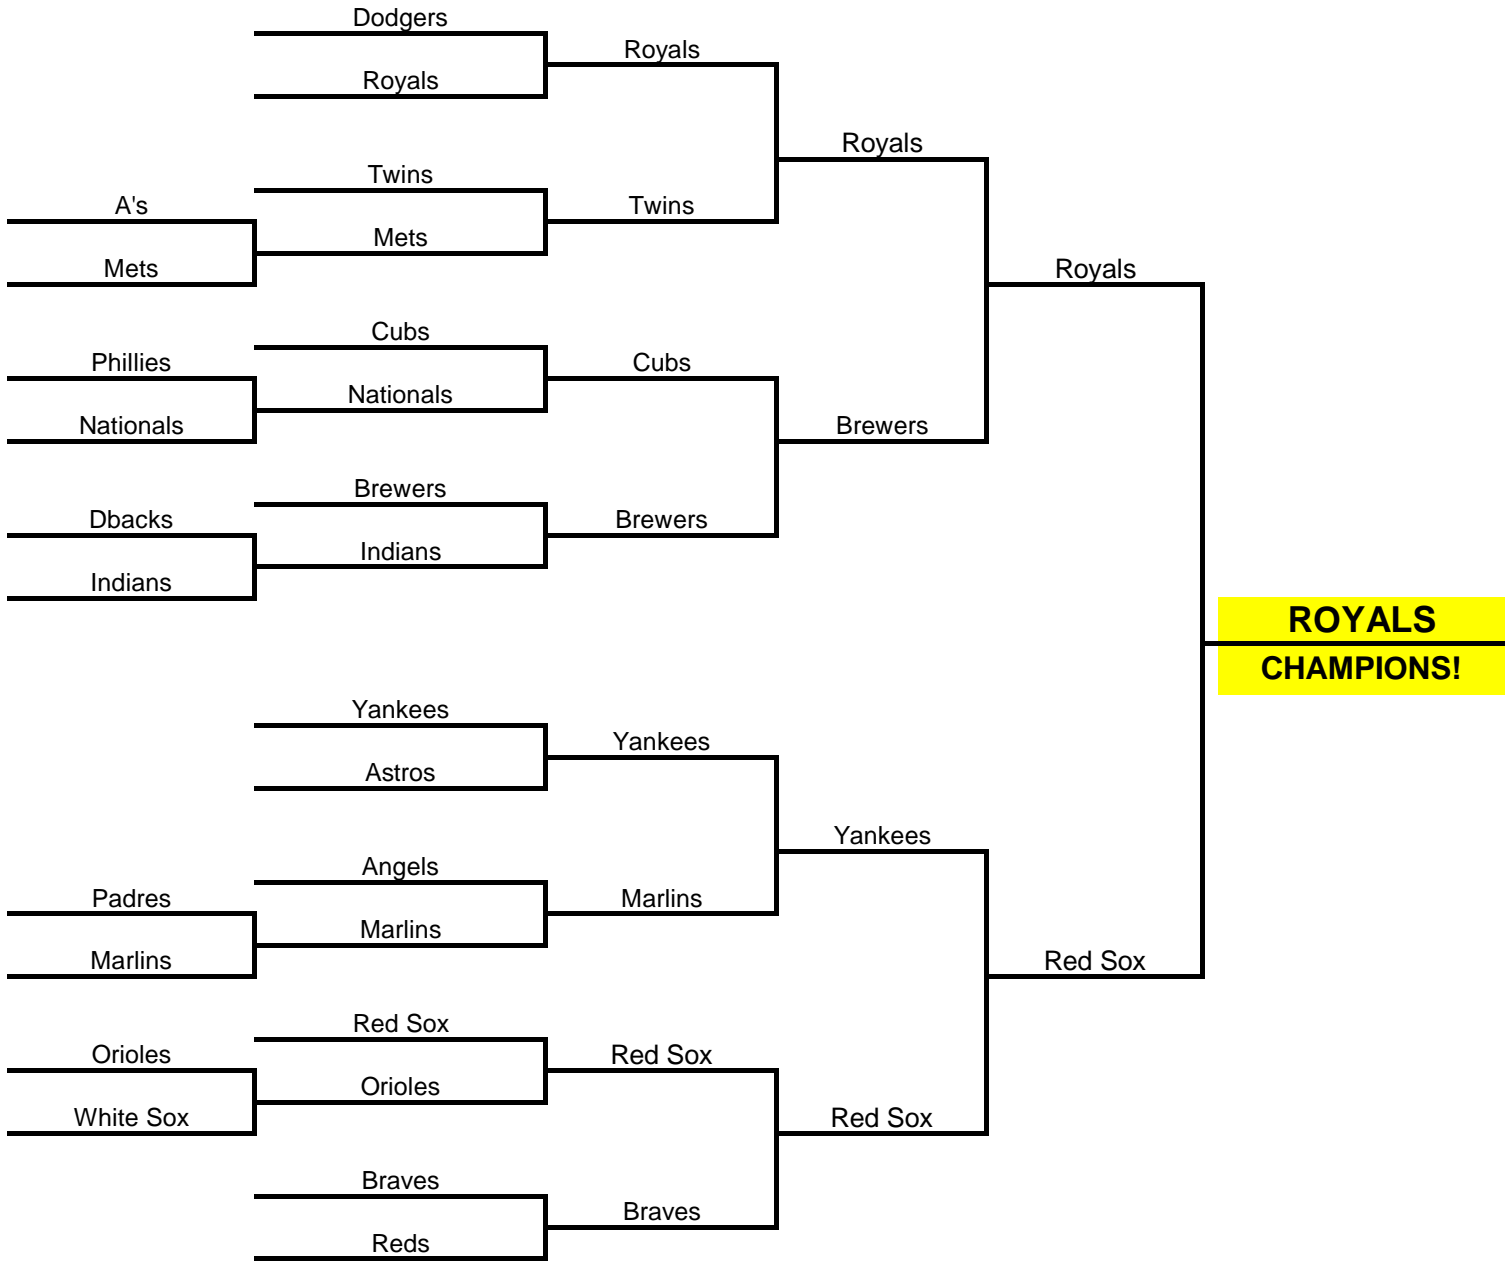 Dodgers
Royals
Royals
Royals
Twins
A's
Twins
Mets
Mets
Royals
Cubs
Phillies
Cubs
Nationals
Nationals
Brewers
Brewers
Dbacks
Brewers
Indians
Indians
ROYALS
CHAMPIONS!
Yankees
Yankees
Astros
Yankees
Angels
Padres
Marlins
Marlins
Marlins
Red Sox
Red Sox
Orioles
Red Sox
Orioles
White Sox
Red Sox
Braves
Braves
Reds